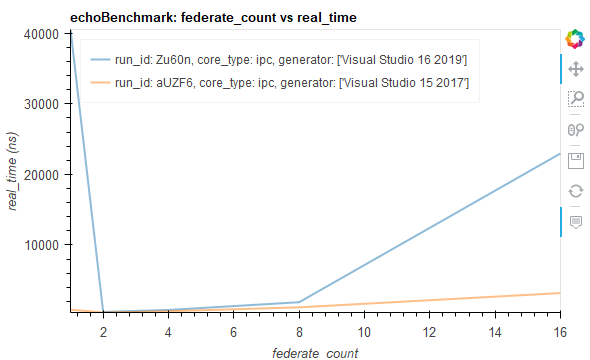 echoBenchmark: federate_count vs real_time
40000
30000
20000
10000
real_time (ns)
run_id: Zu60n, core_type: ipc, generator: ['Visual Studio 16 2019']
run_id: aUZF6, core_type: ipc, generator: ['Visual Studio 15 2017']
2 4 6 8 10 12 14 16
federate_count